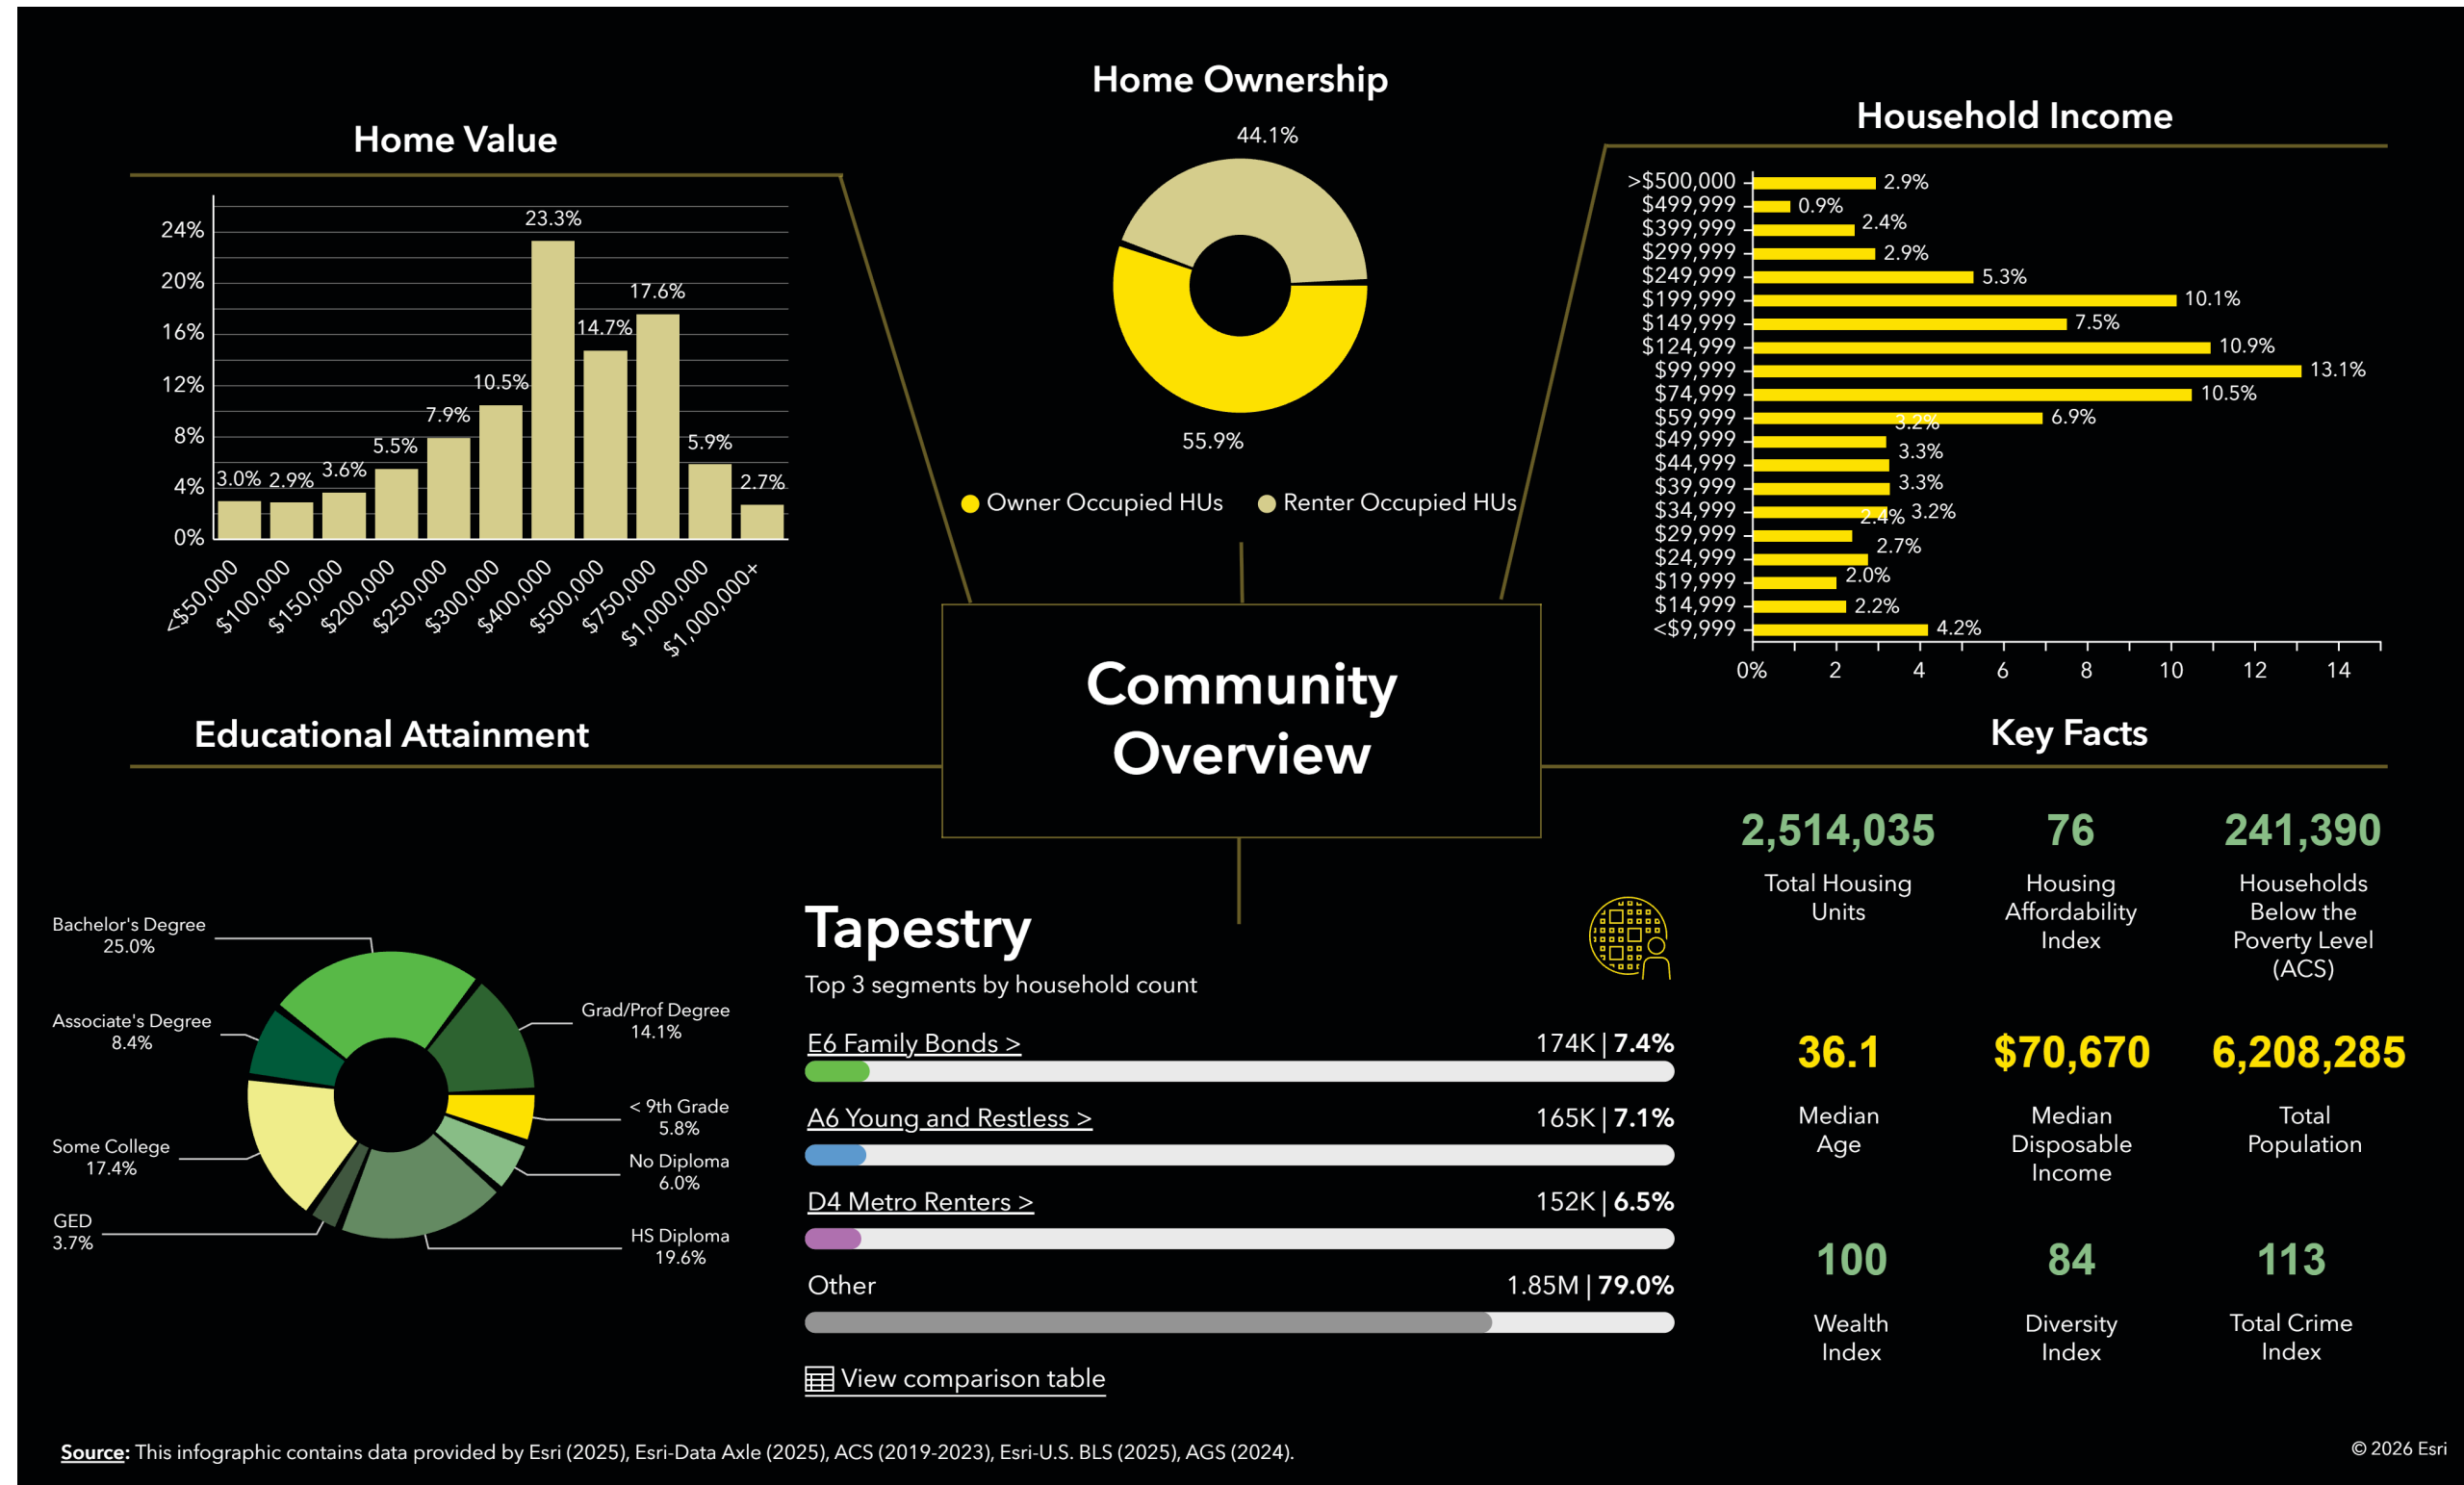 Home Value
24%
20%
16%
12%
8%
4%
0%
3.0%
2.9%
3.6%
5.5%
7.9%
10.5%
23.3%
14.7%
17.6%
5.9%
2.7%
<$50,000
$100,000
$150,000
$200,000
$250,000
$300,000
$400,000
$500,000
$750,000
$1,000,000
$1,000,000+
Home Ownership
44.1%
55.9%
Owner Occupied HUs
Renter Occupied HUs
Household Income
>$500,000 2.9%
$499,999 0.9%
$399,999 2.4%
$299,999 2.9%
$249,999 5.3%
$199,999 10.1%
$149,999 7.5%
$124,999 10.9%
$99,999 13.1%
$74,999 10.5%
$59,999 6.9%
$49,999 3.2%
$44,999 3.3%
$39,999 3.3%
$34,999 3.2%
$29,999 2.4%
$24,999 2.7%
$19,999 2.0%
$14,999 2.2%
<$9,999 4.2%
0% 2 4 6 8 10 12 14
Community
Overview
Educational Attainment
Bachelor's Degree
25.0%
Associate's Degree
8.4%
Some College
17.4%
GED
3.7%
Grad/Prof Degree
14.1%
< 9th Grade
5.8%
No Diploma
6.0%
HS Diploma
19.6%
Tapestry
Top 3 segments by household count
E6 Family Bonds > 174K | 7.4%
A6 Young and Restless > 165K | 7.1%
D4 Metro Renters > 152K | 6.5%
Other 1.85M | 79.0%
View comparison table
Key Facts
2,514,035
Total Housing
Units
76
Housing
Affordability
Index
241,390
Households
Below the
Poverty Level
(ACS)
36.1
Median
Age
$70,670
Median
Disposable
Income
6,208,285
Total
Population
100
Wealth
Index
84
Diversity
Index
113
Total Crime
Index
Source: This infographic contains data provided by Esri (2025), Esri-Data Axle (2025), ACS (2019-2023), Esri-U.S. BLS (2025), AGS (2024).
© 2026 Esri